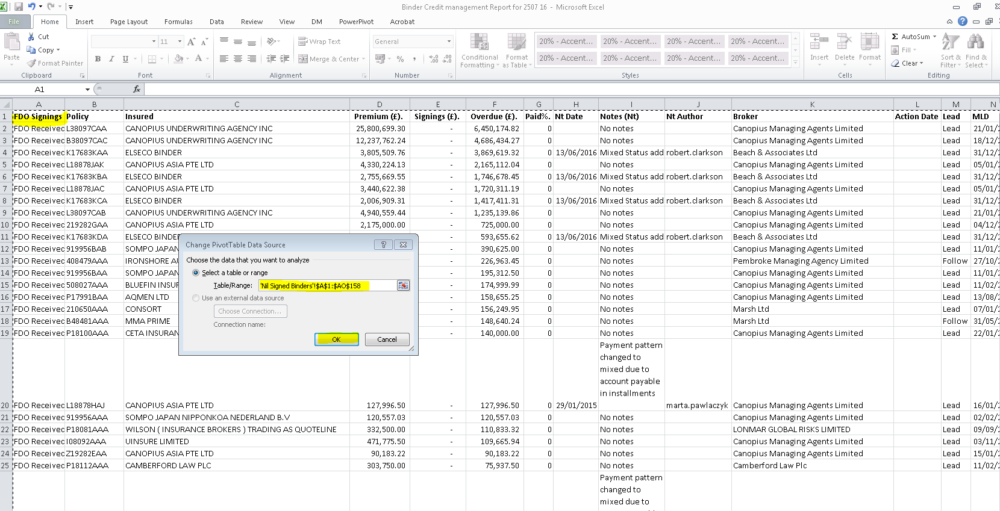 Binder Credit management Report for 2507 16 - Microsoft Excel
File Home Insert Page Layout Formulas Data Review View DM PowerPivot Acrobat
Paste Cut Copy Format Painter Clipboard
11 B I U Font
Wrap Text Merge & Center Alignment
General % , Number
Conditional Formatting Format as Table
20% - Accent... 20% - Accent... 20% - Accent... 20% - Accent...
20% - Accent... 20% - Accent... 20% - Accent... 20% - Accent...
Styles
Insert Delete Format Cells
Σ AutoSum Fill Clear Sort & Filter Find & Select Editing
A1 fx
A B C D E F G H I J K L M N
1 FDO Signings Policy Insured Premium (£). Signings (£). Overdue (£). Paid%. Nt Date Notes (Nt) Nt Author Broker Action Date Lead MLD
2 FDO Receivec L38097CAA CANOPIUS UNDERWRITING AGENCY INC 25,800,699.30 - 6,450,174.82 0 No notes Canopius Managing Agents Limited Lead 21/01/2
3 FDO Receivec B38097CAC CANOPIUS UNDERWRITING AGENCY INC 12,237,762.24 - 4,686,434.27 0 No notes Canopius Managing Agents Limited Lead 18/12/2
4 FDO Receivec K17683KAA ELSECO BINDER 3,805,509.76 - 3,869,619.32 0 13/06/2016 Mixed Status add robert.clarkson Beach & Associates Ltd Lead 31/12/2
5 FDO Receivec L18878JAK CANOPIUS ASIA PTE LTD 4,330,224.13 - 2,165,112.04 0 No notes Canopius Managing Agents Limited Lead 05/01/2
6 FDO Receivec K17683KBA ELSECO BINDER 2,755,669.55 - 1,746,678.45 0 13/06/2016 Mixed Status add robert.clarkson Beach & Associates Ltd Lead 31/12/2
7 FDO Receivec L18878JAC CANOPIUS ASIA PTE LTD 3,440,622.38 - 1,720,311.19 0 No notes Canopius Managing Agents Limited Lead 05/01/2
8 FDO Receivec K17683KCA ELSECO BINDER 2,006,909.31 - 1,417,411.31 0 13/06/2016 Mixed Status add robert.clarkson Beach & Associates Ltd Lead 31/12/2
9 FDO Receivec L38097CAB CANOPIUS UNDERWRITING AGENCY INC 4,940,559.44 - 1,235,139.86 0 No notes Canopius Managing Agents Limited Lead 21/01/2
10 FDO Receivec 219282GAA CANOPIUS ASIA PTE LTD 2,175,000.00 - 725,000.00 0 No notes Canopius Managing Agents Limited Lead 04/12/2
11 FDO Receivec K17683KDA ELSECO BINDE 593,655.62 0 13/06/2016 Mixed Status add robert.clarkson Beach & Associates Ltd Lead 31/12/2
12 FDO Receivec 919956BAB SOMPO JAPAN 390,625.00 0 No notes Canopius Managing Agents Limited Lead 11/01/2
13 FDO Receivec 408479AAA IRONSHORE AU 226,963.45 0 No notes Pembroke Managing Agency Limited Follow 27/10/2
14 FDO Receivec 919956BAA SOMPO JAPAN 195,312.50 0 No notes Canopius Managing Agents Limited Lead 11/01/2
15 FDO Receivec 508027AAA BLUEFIN INSUF 174,999.99 0 No notes Canopius Managing Agents Limited Lead 11/02/2
16 FDO Receivec P17991BAA AQMEN LTD 158,655.25 0 No notes Canopius Managing Agents Limited Lead 13/08/2
17 FDO Receivec 210650AAA CONSORT 156,249.95 0 No notes Marsh Ltd Lead 07/01/2
18 FDO Receivec B48481AAA MMA PRIME 148,640.24 0 No notes Marsh Ltd Follow 31/05/2
19 FDO Receivec P18100AAA CETA INSURAN 140,000.00 0 No notes Canopius Managing Agents Limited Lead 22/01/2
Change PivotTable Data Source
Choose the data that you want to analyze
Select a table or range
Table/Range: 'Nil Signed Binders'!$A$1:$AO$158
Use an external data source
Choose Connection...
Connection name:
OK Cancel
Payment pattern
changed to
mixed due to
account payable
in installments
20 FDO Receivec L18878HAJ CANOPIUS ASIA PTE LTD 127,996.50 - 127,996.50 0 29/01/2015 marta.pawlaczyk Canopius Managing Agents Limited Lead 16/01/2
21 FDO Receivec 919956AAA SOMPO JAPAN NIPPONKOA NEDERLAND B.V 120,557.03 - 120,557.03 0 No notes Canopius Managing Agents Limited Lead 02/02/2
22 FDO Receivec P18081AAA WILSON ( INSURANCE BROKERS ) TRADING AS QUOTELINE 332,500.00 - 110,833.32 0 No notes LONMAR GLOBAL RISKS LIMITED Lead 09/09/2
23 FDO Receivec I08092AAA UINSURE LIMITED 471,775.50 - 109,665.94 0 No notes Canopius Managing Agents Limited Lead 03/11/2
24 FDO Receivec Z19282EAA CANOPIUS ASIA PTE LTD 90,183.22 - 90,183.22 0 No notes Canopius Managing Agents Limited Lead 15/01/2
25 FDO Receivec P18112AAA CAMBERFORD LAW PLC 303,750.00 - 75,937.50 0 No notes Camberford Law Plc Lead 11/02/2
Payment pattern
changed to
mixed due to